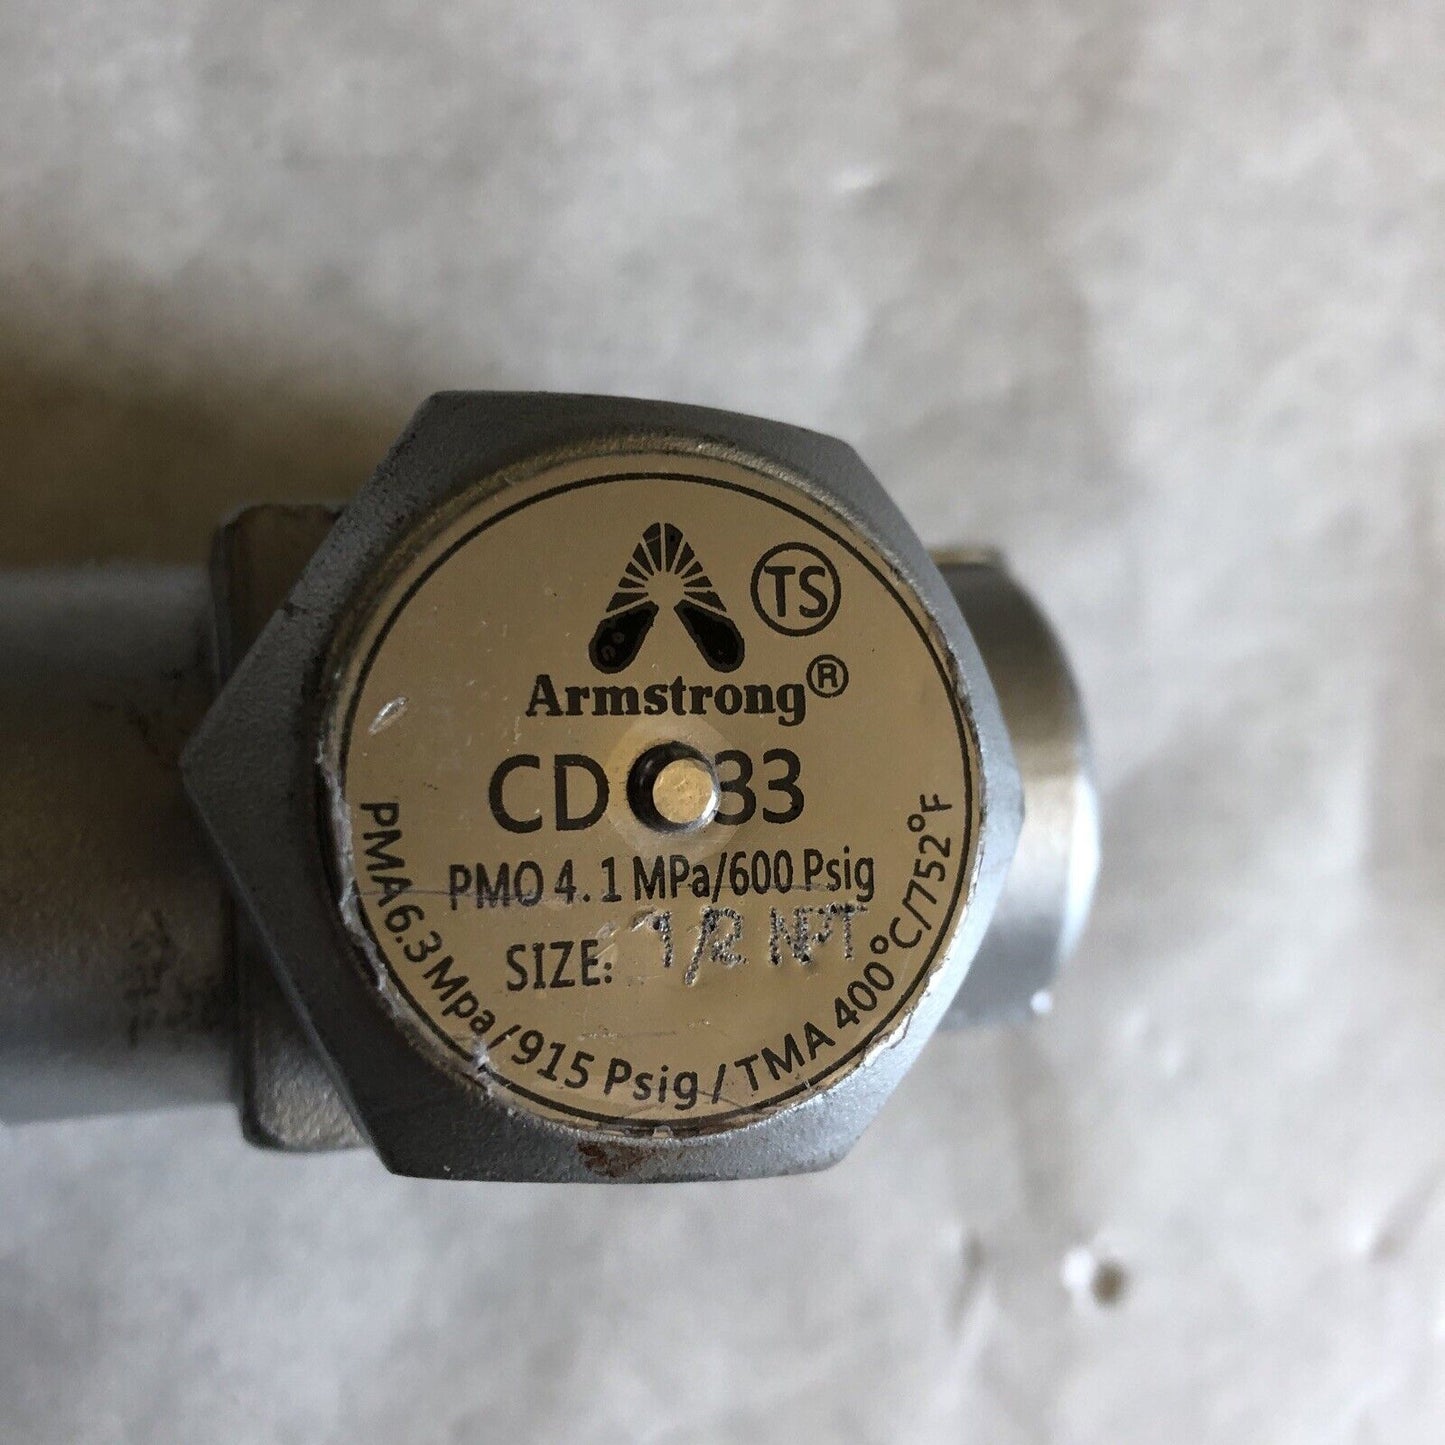 TS
Armstrong®
CD 33
PMO 4.1 MPa/600 Psig
SIZE: 1/2 NPT
PMA6.3Mpa/915 Psig/TMA 400°C/752°F